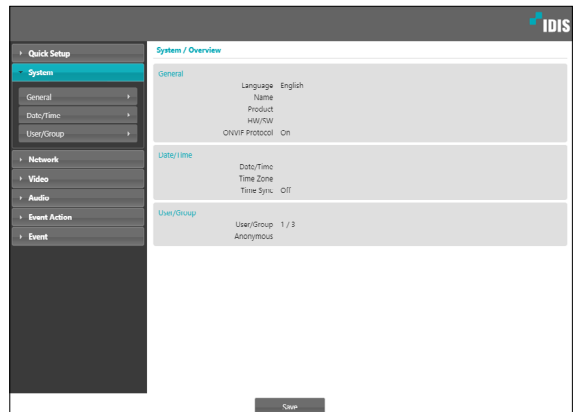 IDIS
Quick Setup
System
General
Date/Time
User/Group
Network
Video
Audio
Event Action
Event
System / Overview
General
Language English
Name
Product
HW/SW
ONVIF Protocol On
Date/Time
Date/Time
Time Zone
Time Sync. Off
User/Group
User/Group 1 / 3
Anonymous
Save